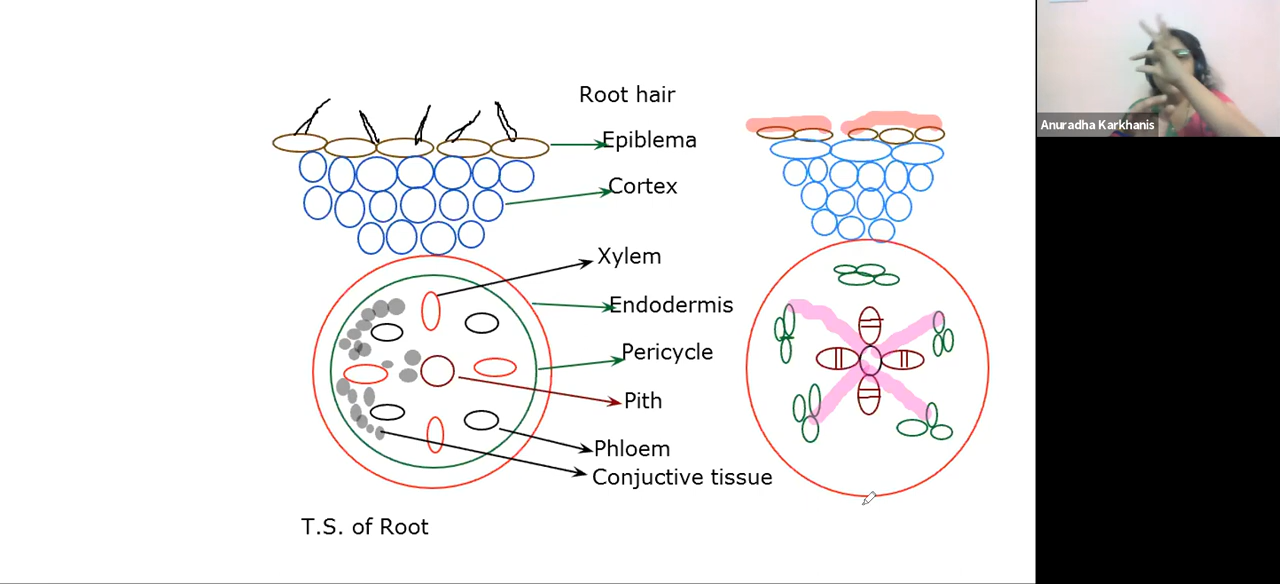 Root hair
Epiblema
Cortex
Xylem
Endodermis
Pericycle
Pith
Phloem
Conjuctive tissue
T.S. of Root
Anuradha Karkhanis